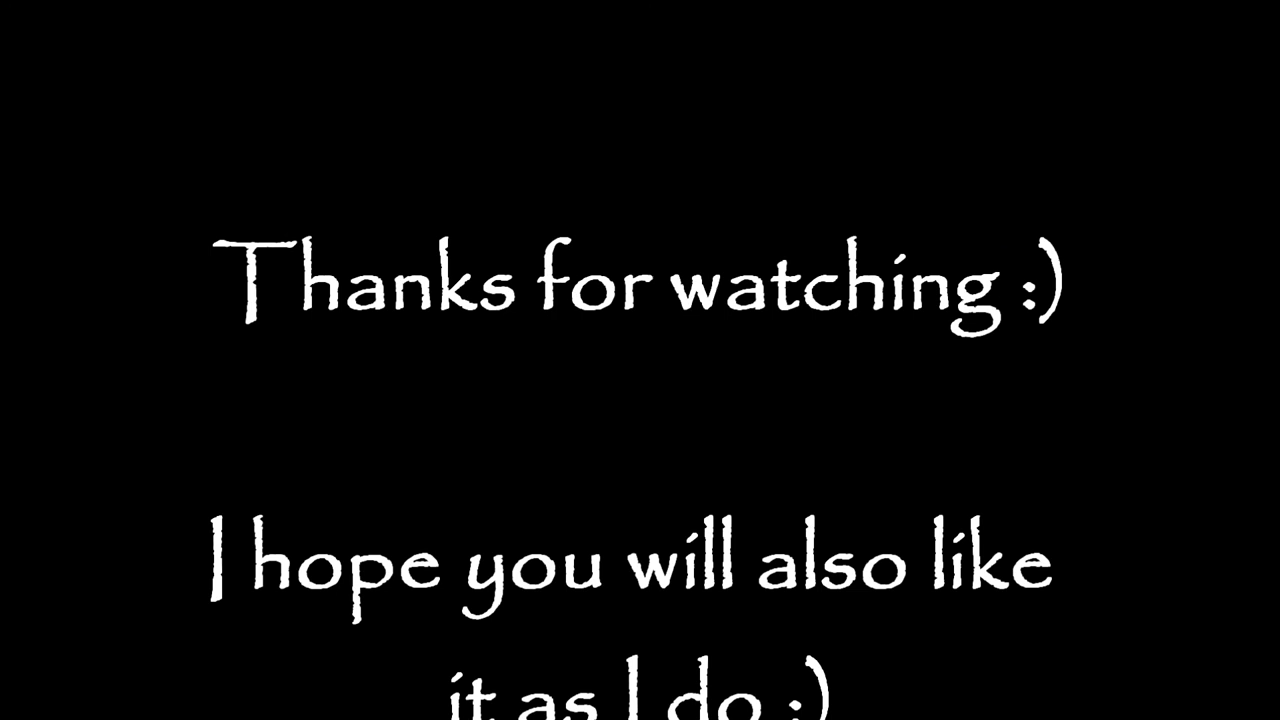 Thanks for watching :)
I hope you will also like
it as I do :)